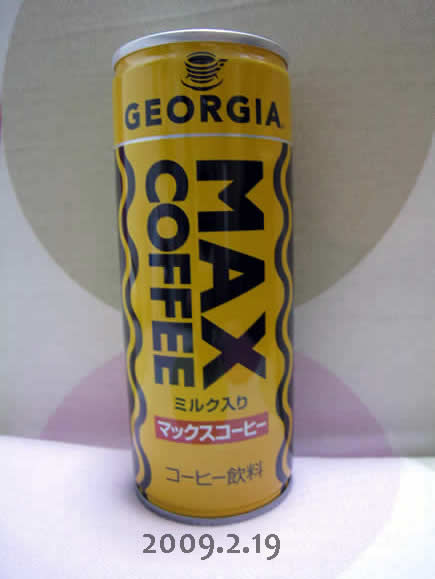 GEORGIA
MAX
COFFEE
ミルク入り
マックスコーヒー
コーヒー飲料
2009.2.19